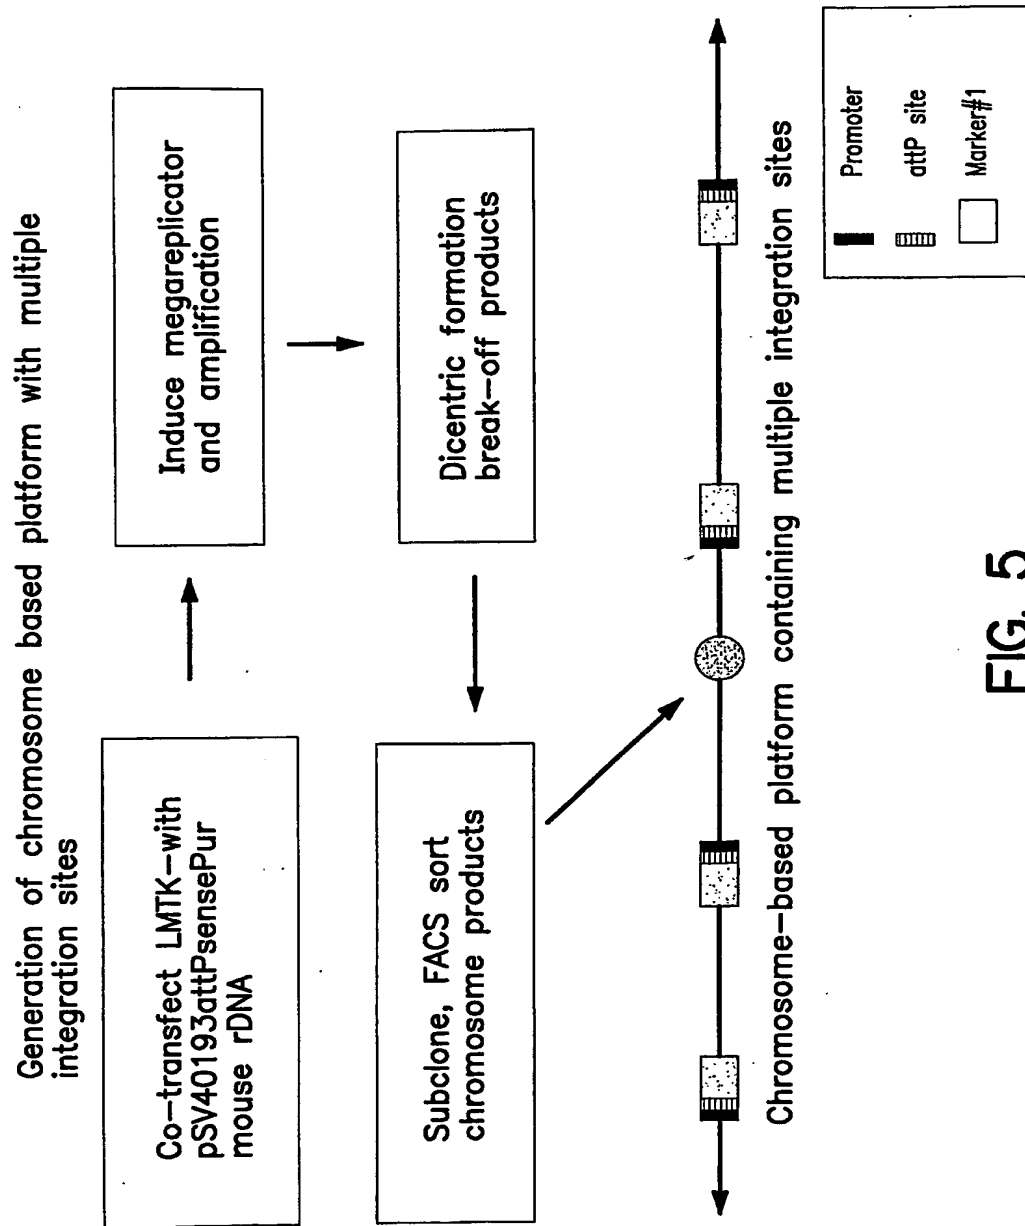 Generation of chromosome based platform with multiple
integration sites
Co-transfect LMTK-with
pSV40193attPsensePur
mouse rDNA
Induce megareplicator
and amplification
Dicentric formation
break-off products
Subclone, FACS sort
chromosome products
Chromosome-based platform containing multiple integration sites
Promoter
attP site
Marker#1
FIG. 5